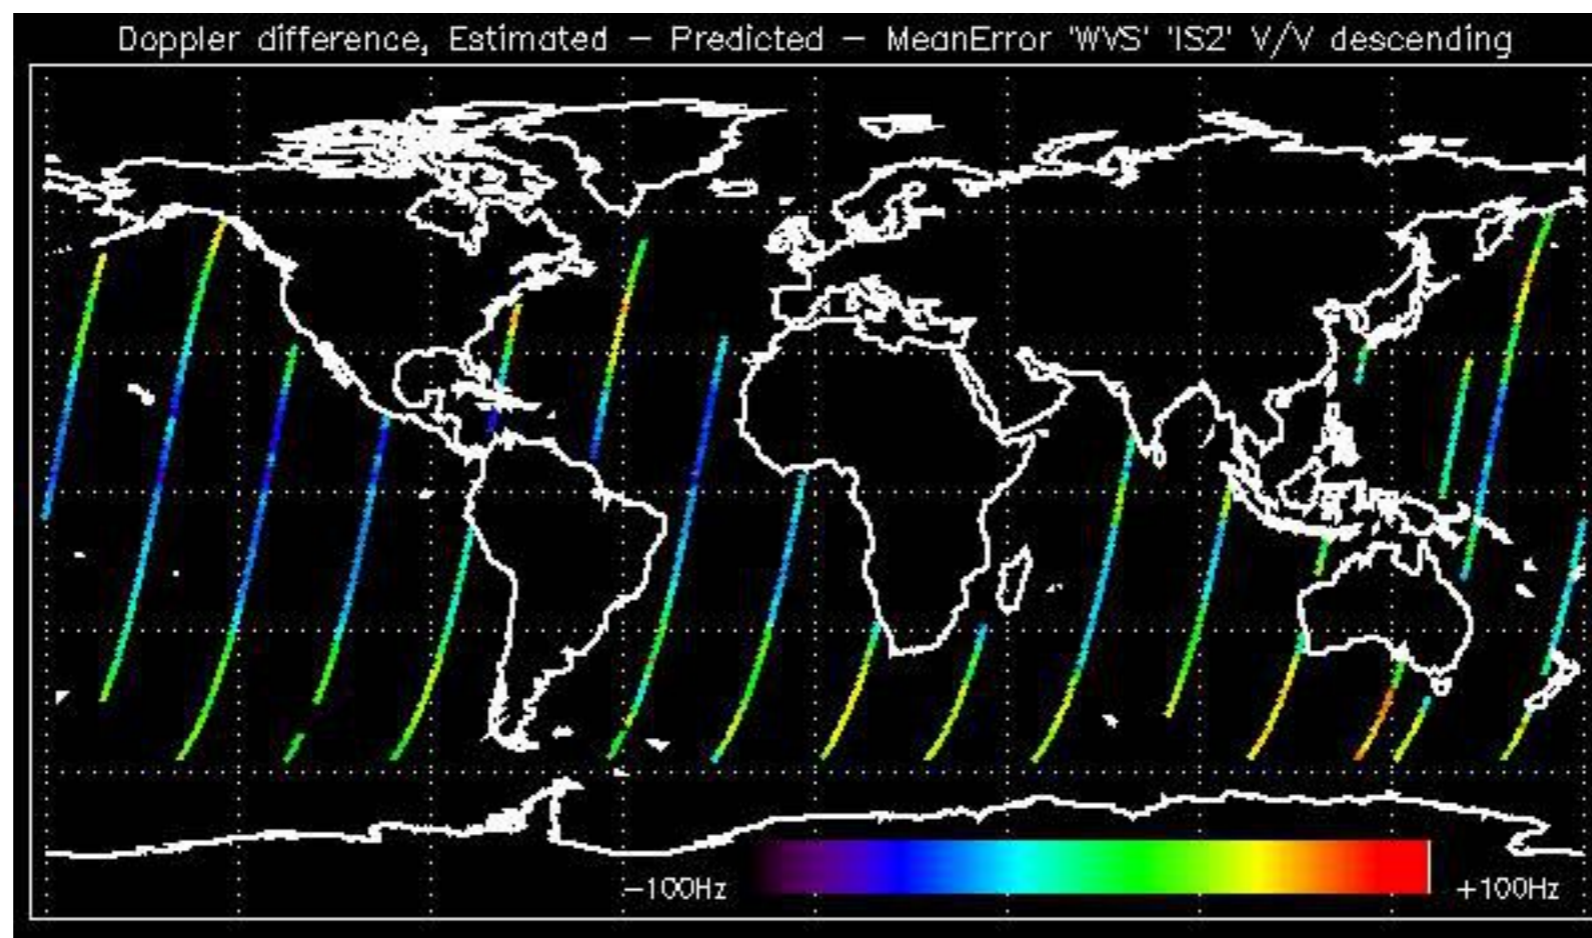 Doppler difference, Estimated – Predicted – MeanError 'WVS' 'IS2' V/V descending
-100Hz +100Hz